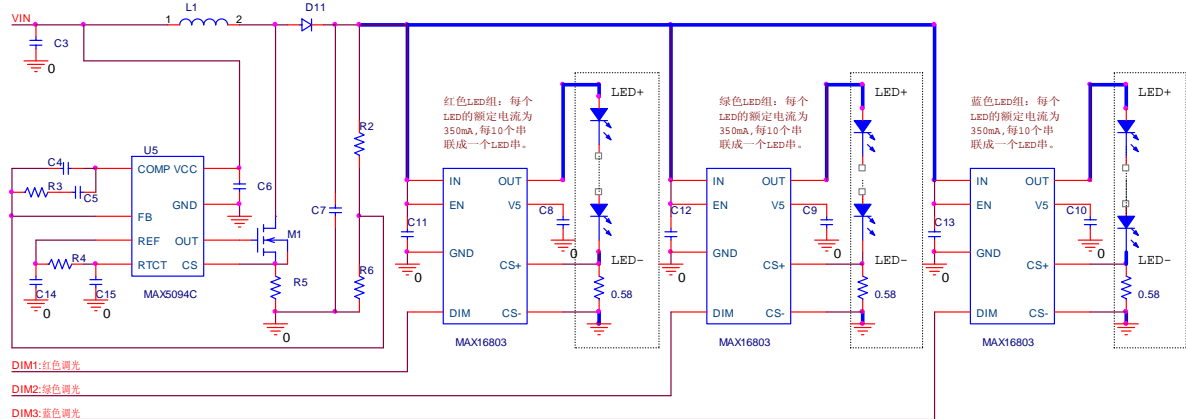 VIN
L1
1
2
D11
C3
0
红色LED组：每个
LED的额定电流为
350mA,每10个串
联成一个LED串。
LED+
绿色LED组：每个
LED的额定电流为
350mA,每10个串
联成一个LED串。
LED+
蓝色LED组：每个
LED的额定电流为
350mA,每10个串
联成一个LED串。
LED+
R2
U5
C4
R3
C5
COMP VCC
GND
FB
REF OUT
RTCT CS
MAX5094C
C6
C7
M1
R4
C14
0
C15
0
R5
R6
0
IN OUT
EN V5
GND
CS+
DIM CS-
MAX16803
C11
0
C8
0
LED-
0.58
IN OUT
EN V5
GND
CS+
DIM CS-
MAX16803
C12
0
C9
0
LED-
0.58
IN OUT
EN V5
GND
CS+
DIM CS-
MAX16803
C13
0
C10
0
LED-
0.58
DIM1:红色调光
DIM2:绿色调光
DIM3:蓝色调光